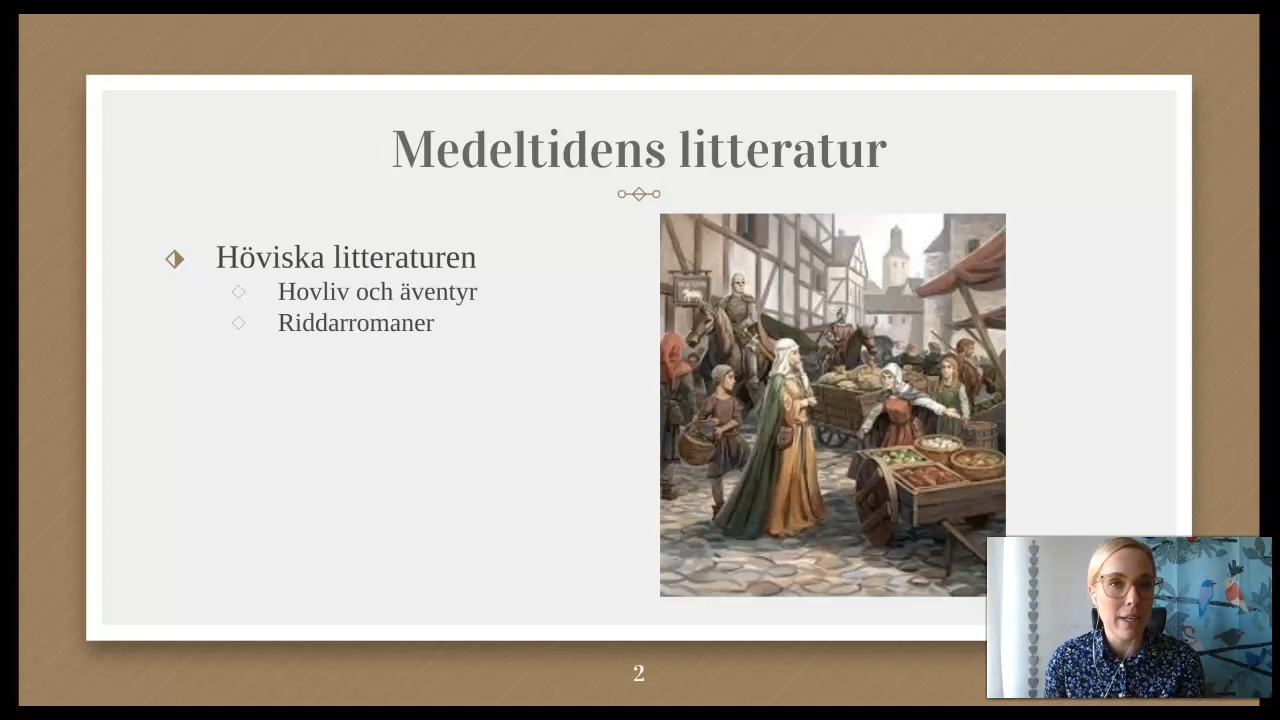 Medeltidens litteratur
Höviska litteraturen
Hovliv och äventyr
Riddarromaner
2